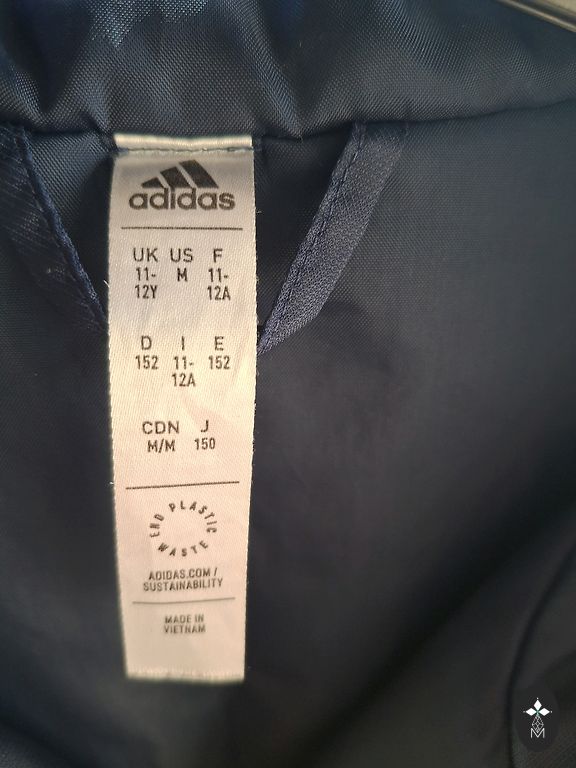 adidas
UK US F
11- M 11-
12Y 12A
D I E
152 11- 152
12A
CDN J
M/M 150
END PLASTIC WASTE
ADIDAS.COM/
SUSTAINABILITY
MADE IN
VIETNAM
M